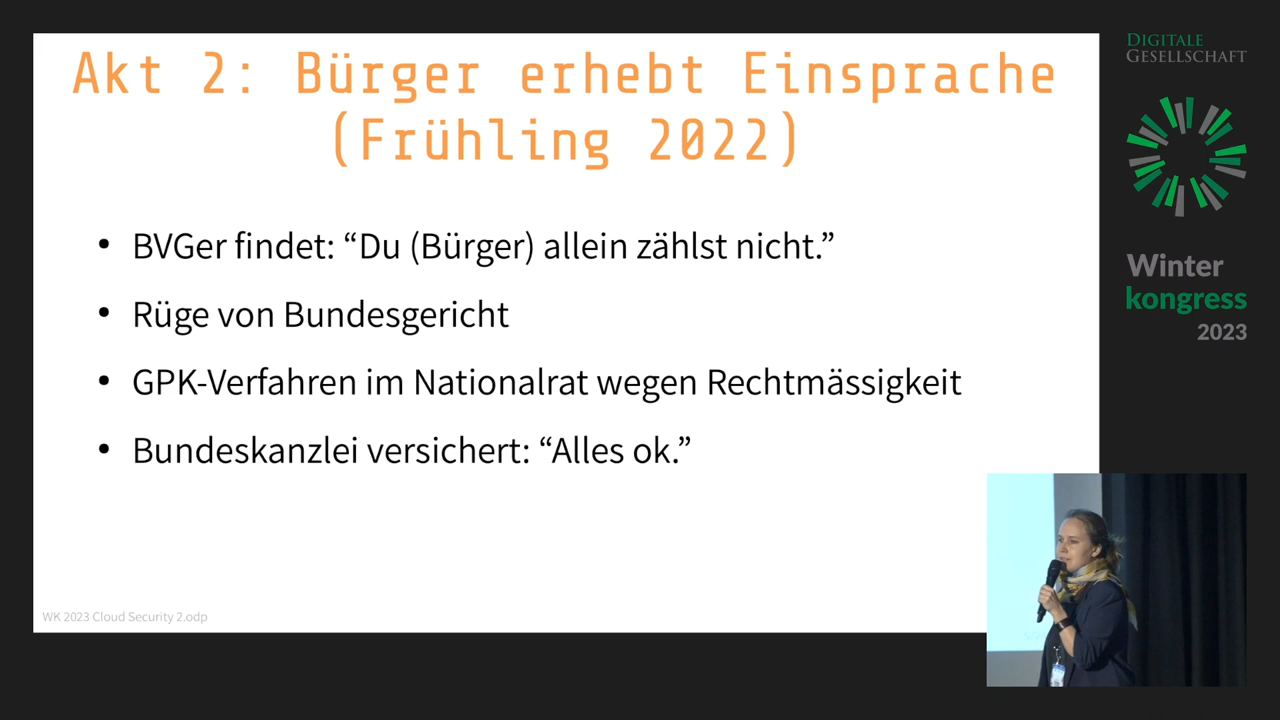 Akt 2: Bürger erhebt Einsprache
(Frühling 2022)
• BVGer findet: “Du (Bürger) allein zählst nicht.”
• Rüge von Bundesgericht
• GPK-Verfahren im Nationalrat wegen Rechtmässigkeit
• Bundeskanzlei versichert: “Alles ok.”
WK 2023 Cloud Security 2.odp
DIGITALE
GESELLSCHAFT
Winter
kongress
2023